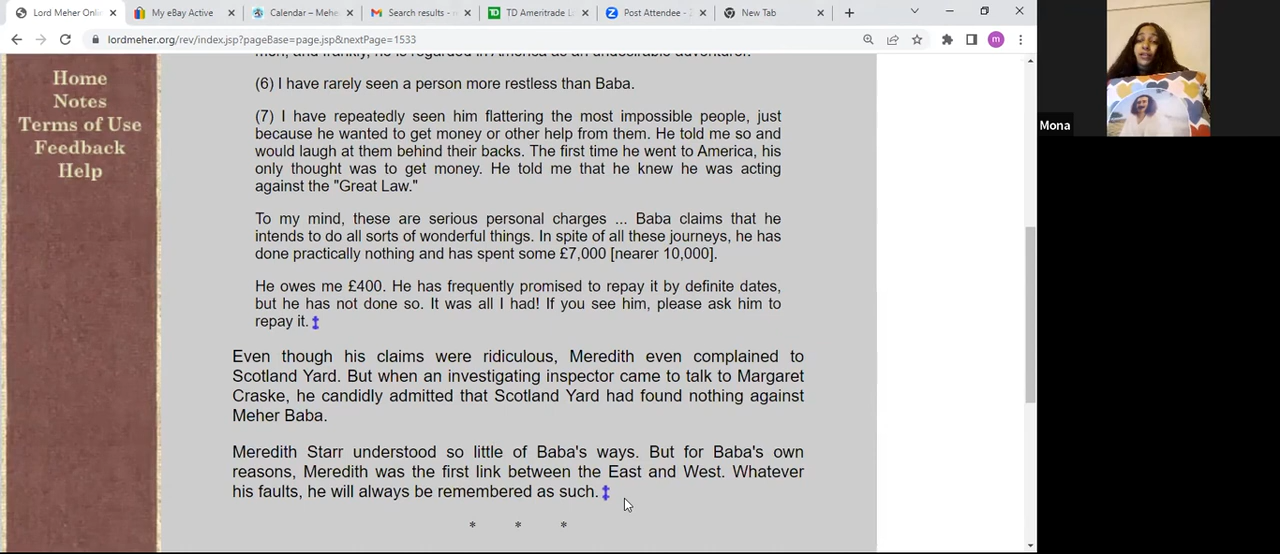 Lord Meher Onli
My eBay Active
Calendar – Mehe
Search results -
TD Ameritrade L
Post Attendee - Z
New Tab
lordmeher.org/rev/index.jsp?pageBase=page.jsp&nextPage=1533
m
Home
Notes
Terms of Use
Feedback
Help
men, and frankly, he is regarded in America as an undesirable adventurer.
(6) I have rarely seen a person more restless than Baba.
(7) I have repeatedly seen him flattering the most impossible people, just
because he wanted to get money or other help from them. He told me so and
would laugh at them behind their backs. The first time he went to America, his
only thought was to get money. He told me that he knew he was acting
against the "Great Law."
To my mind, these are serious personal charges ... Baba claims that he
intends to do all sorts of wonderful things. In spite of all these journeys, he has
done practically nothing and has spent some £7,000 [nearer 10,000].
He owes me £400. He has frequently promised to repay it by definite dates,
but he has not done so. It was all I had! If you see him, please ask him to
repay it.
Even though his claims were ridiculous, Meredith even complained to
Scotland Yard. But when an investigating inspector came to talk to Margaret
Craske, he candidly admitted that Scotland Yard had found nothing against
Meher Baba.
Meredith Starr understood so little of Baba's ways. But for Baba's own
reasons, Meredith was the first link between the East and West. Whatever
his faults, he will always be remembered as such.
* * *
Mona